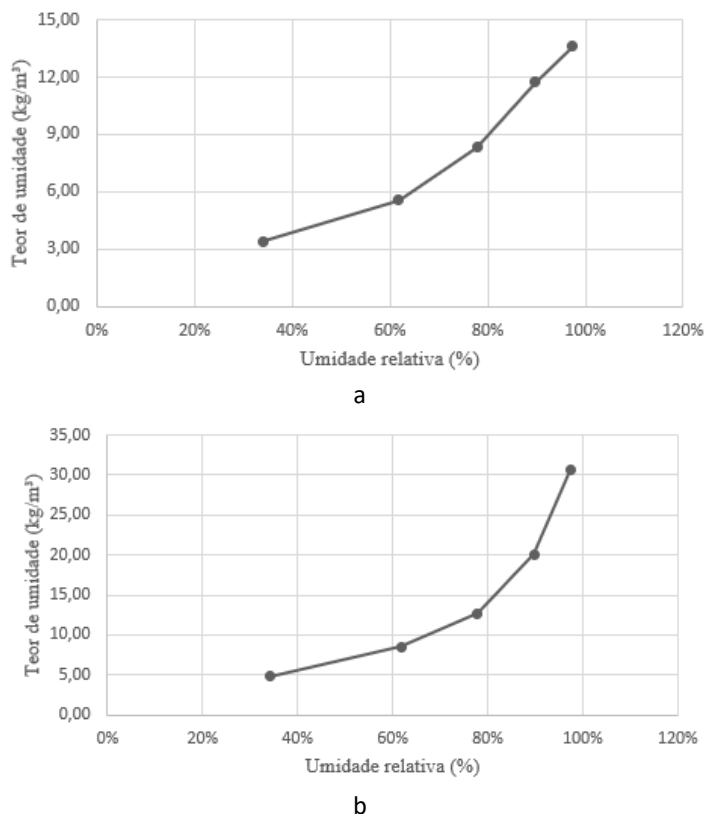 15,00
12,00
9,00
6,00
3,00
0,00
Teor de umidade (kg/m³)
0% 20% 40% 60% 80% 100% 120%
Umidade relativa (%)
a
35,00
30,00
25,00
20,00
15,00
10,00
5,00
0,00
Teor de umidade (kg/m³)
0% 20% 40% 60% 80% 100% 120%
Umidade relativa (%)
b